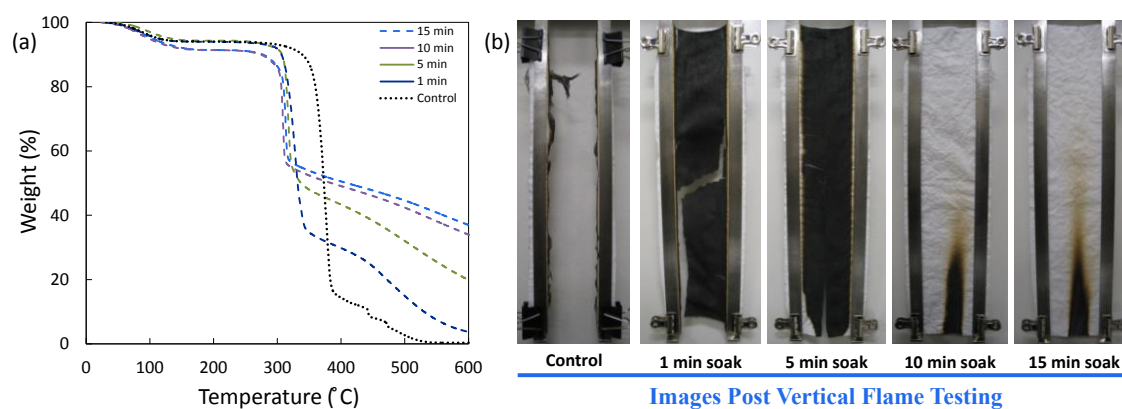 (a)
100
80
60
40
20
0
Weight (%)
0 100 200 300 400 500 600
Temperature (˚C)
15 min
10 min
5 min
1 min
Control
(b)
Control 1 min soak 5 min soak 10 min soak 15 min soak
Images Post Vertical Flame Testing